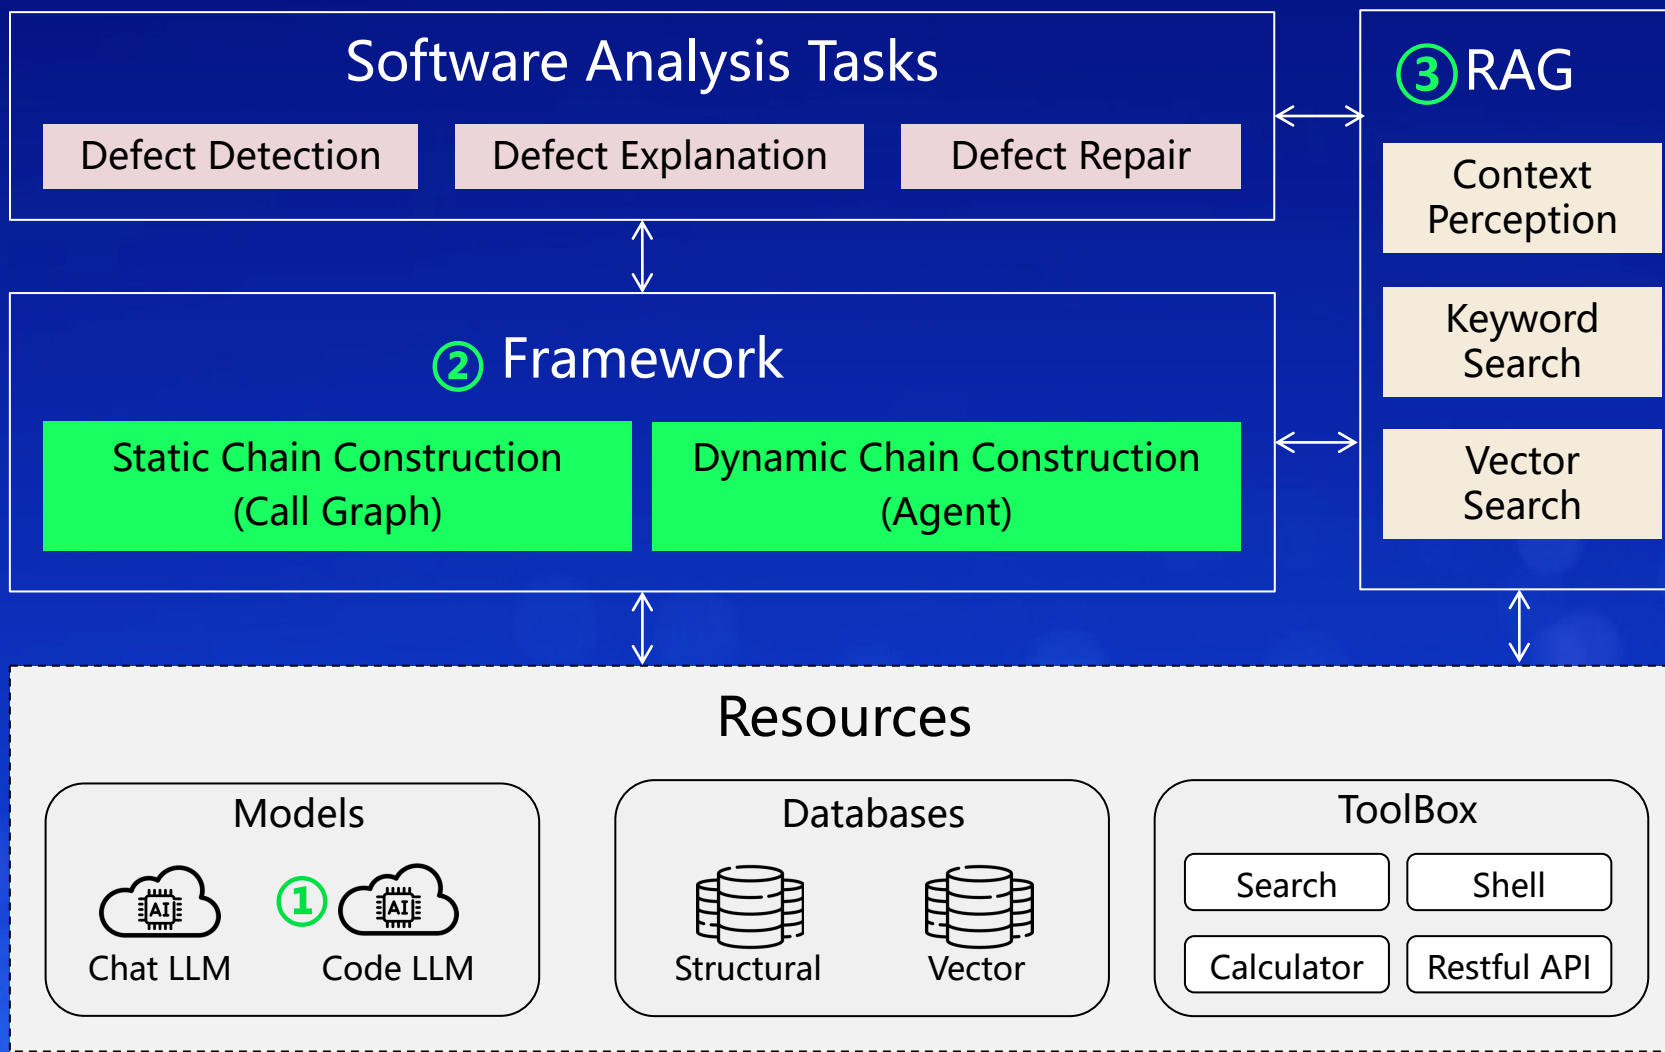 Software Analysis Tasks
Defect Detection
Defect Explanation
Defect Repair
③ RAG
Context
Perception
Keyword
Search
Vector
Search
② Framework
Static Chain Construction
(Call Graph)
Dynamic Chain Construction
(Agent)
Resources
Models
AI
Chat LLM
①
AI
Code LLM
Databases
Structural
Vector
ToolBox
Search
Shell
Calculator
Restful API